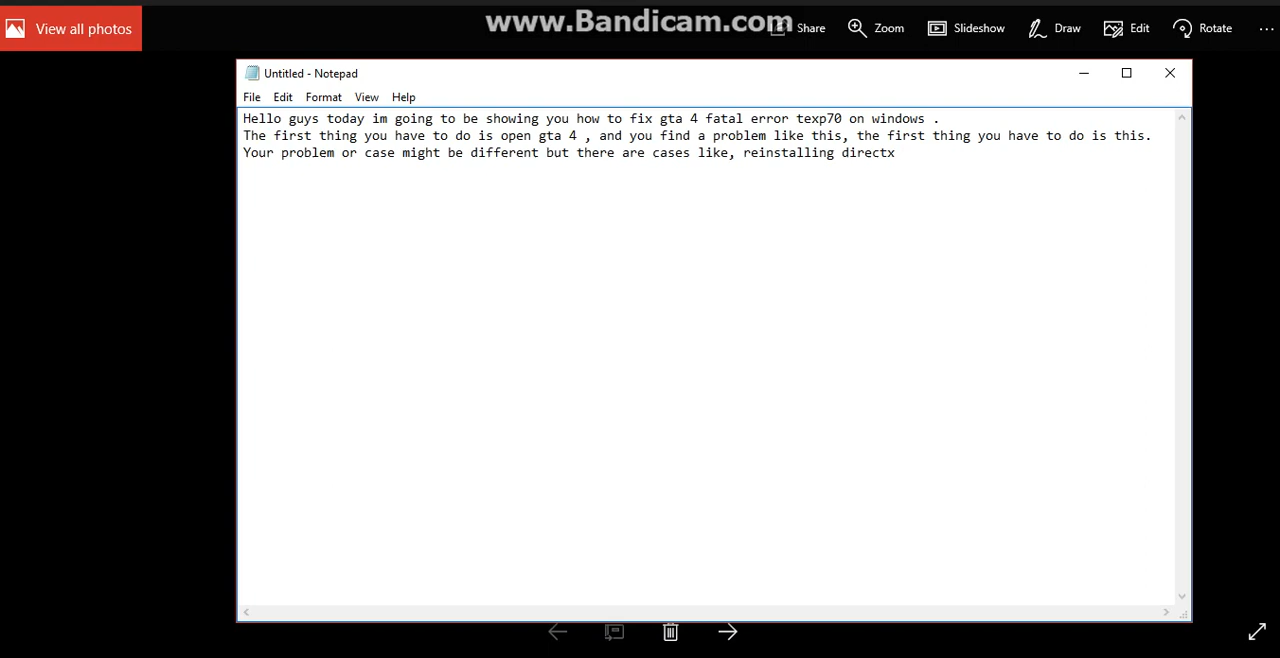 www.Bandicam.com
View all photos
Share
Zoom
Slideshow
Draw
Edit
Rotate
Untitled - Notepad
File Edit Format View Help
Hello guys today im going to be showing you how to fix gta 4 fatal error texp70 on windows .
The first thing you have to do is open gta 4 , and you find a problem like this, the first thing you have to do is this.
Your problem or case might be different but there are cases like, reinstalling directx